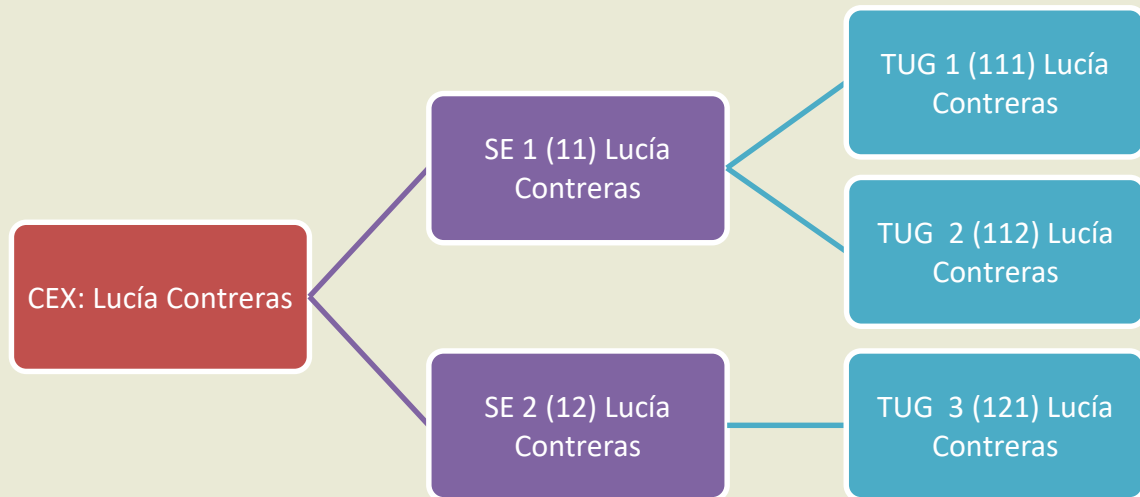 CEX: Lucía Contreras
SE 1 (11) Lucía
Contreras
TUG 1 (111) Lucía
Contreras
TUG  2 (112) Lucía
Contreras
SE 2 (12) Lucía
Contreras
TUG  3 (121) Lucía
Contreras